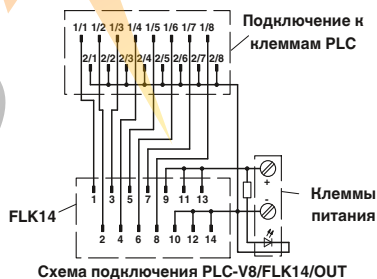 Подключение к
клеммам PLC
1/1 1/2 1/3 1/4 1/5 1/6 1/7 1/8
2/1 2/2 2/3 2/4 2/5 2/6 2/7 2/8
1 3 5 7 9 11 13
+
-
Клеммы
питания
FLK14
2 4 6 8 10 12 14
Схема подключения PLC-V8/FLK14/OUT